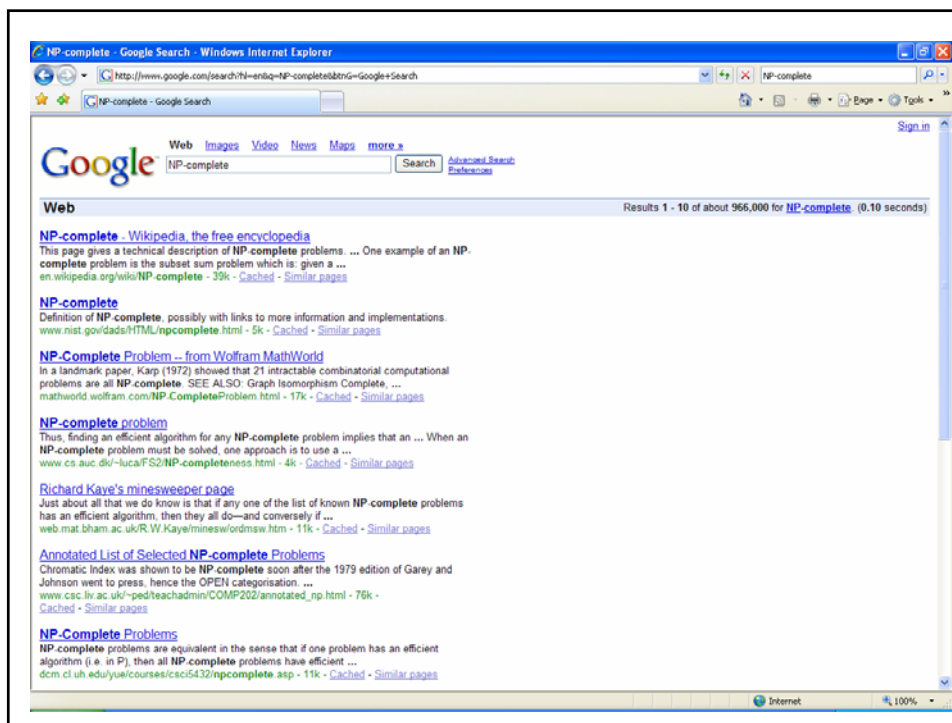 NP-complete - Google Search - Windows Internet Explorer
http://www.google.com/search?hl=en&q=NP-complete&btnG=Google+Search
NP-complete
NP-complete - Google Search
Page
Tools
Sign in
Web Images Video News Maps more »
Google
NP-complete
Search
Advanced Search
Preferences
Web
Results 1 - 10 of about 966,000 for NP-complete. (0.10 seconds)
NP-complete - Wikipedia, the free encyclopedia
This page gives a technical description of NP-complete problems. ... One example of an NP-
complete problem is the subset sum problem which is: given a ...
en.wikipedia.org/wiki/NP-complete - 39k - Cached - Similar pages
NP-complete
Definition of NP-complete, possibly with links to more information and implementations.
www.nist.gov/dads/HTML/npcomplete.html - 5k - Cached - Similar pages
NP-Complete Problem -- from Wolfram MathWorld
In a landmark paper, Karp (1972) showed that 21 intractable combinatorial computational
problems are all NP-complete. SEE ALSO: Graph Isomorphism Complete, ...
mathworld.wolfram.com/NP-CompleteProblem.html - 17k - Cached - Similar pages
NP-complete problem
Thus, finding an efficient algorithm for any NP-complete problem implies that an ... When an
NP-complete problem must be solved, one approach is to use a ...
www.cs.auc.dk/~luca/FS2/NP-completeness.html - 4k - Cached - Similar pages
Richard Kaye's minesweeper page
Just about all that we do know is that if any one of the list of known NP-complete problems
has an efficient algorithm, then they all do—and conversely if ...
web.mat.bham.ac.uk/R.W.Kaye/minesw/ordmsw.htm - 11k - Cached - Similar pages
Annotated List of Selected NP-complete Problems
Chromatic Index was shown to be NP-complete soon after the 1979 edition of Garey and
Johnson went to press, hence the OPEN categorisation. ...
www.csc.liv.ac.uk/~ped/teachadmin/COMP202/annotated_np.html - 76k -
Cached - Similar pages
NP-Complete Problems
NP-complete problems are equivalent in the sense that if one problem has an efficient
algorithm (i.e. in P), then all NP-complete problems have efficient ...
dcm.cl.uh.edu/yue/courses/csci5432/npcomplete.asp - 11k - Cached - Similar pages
Internet
100%